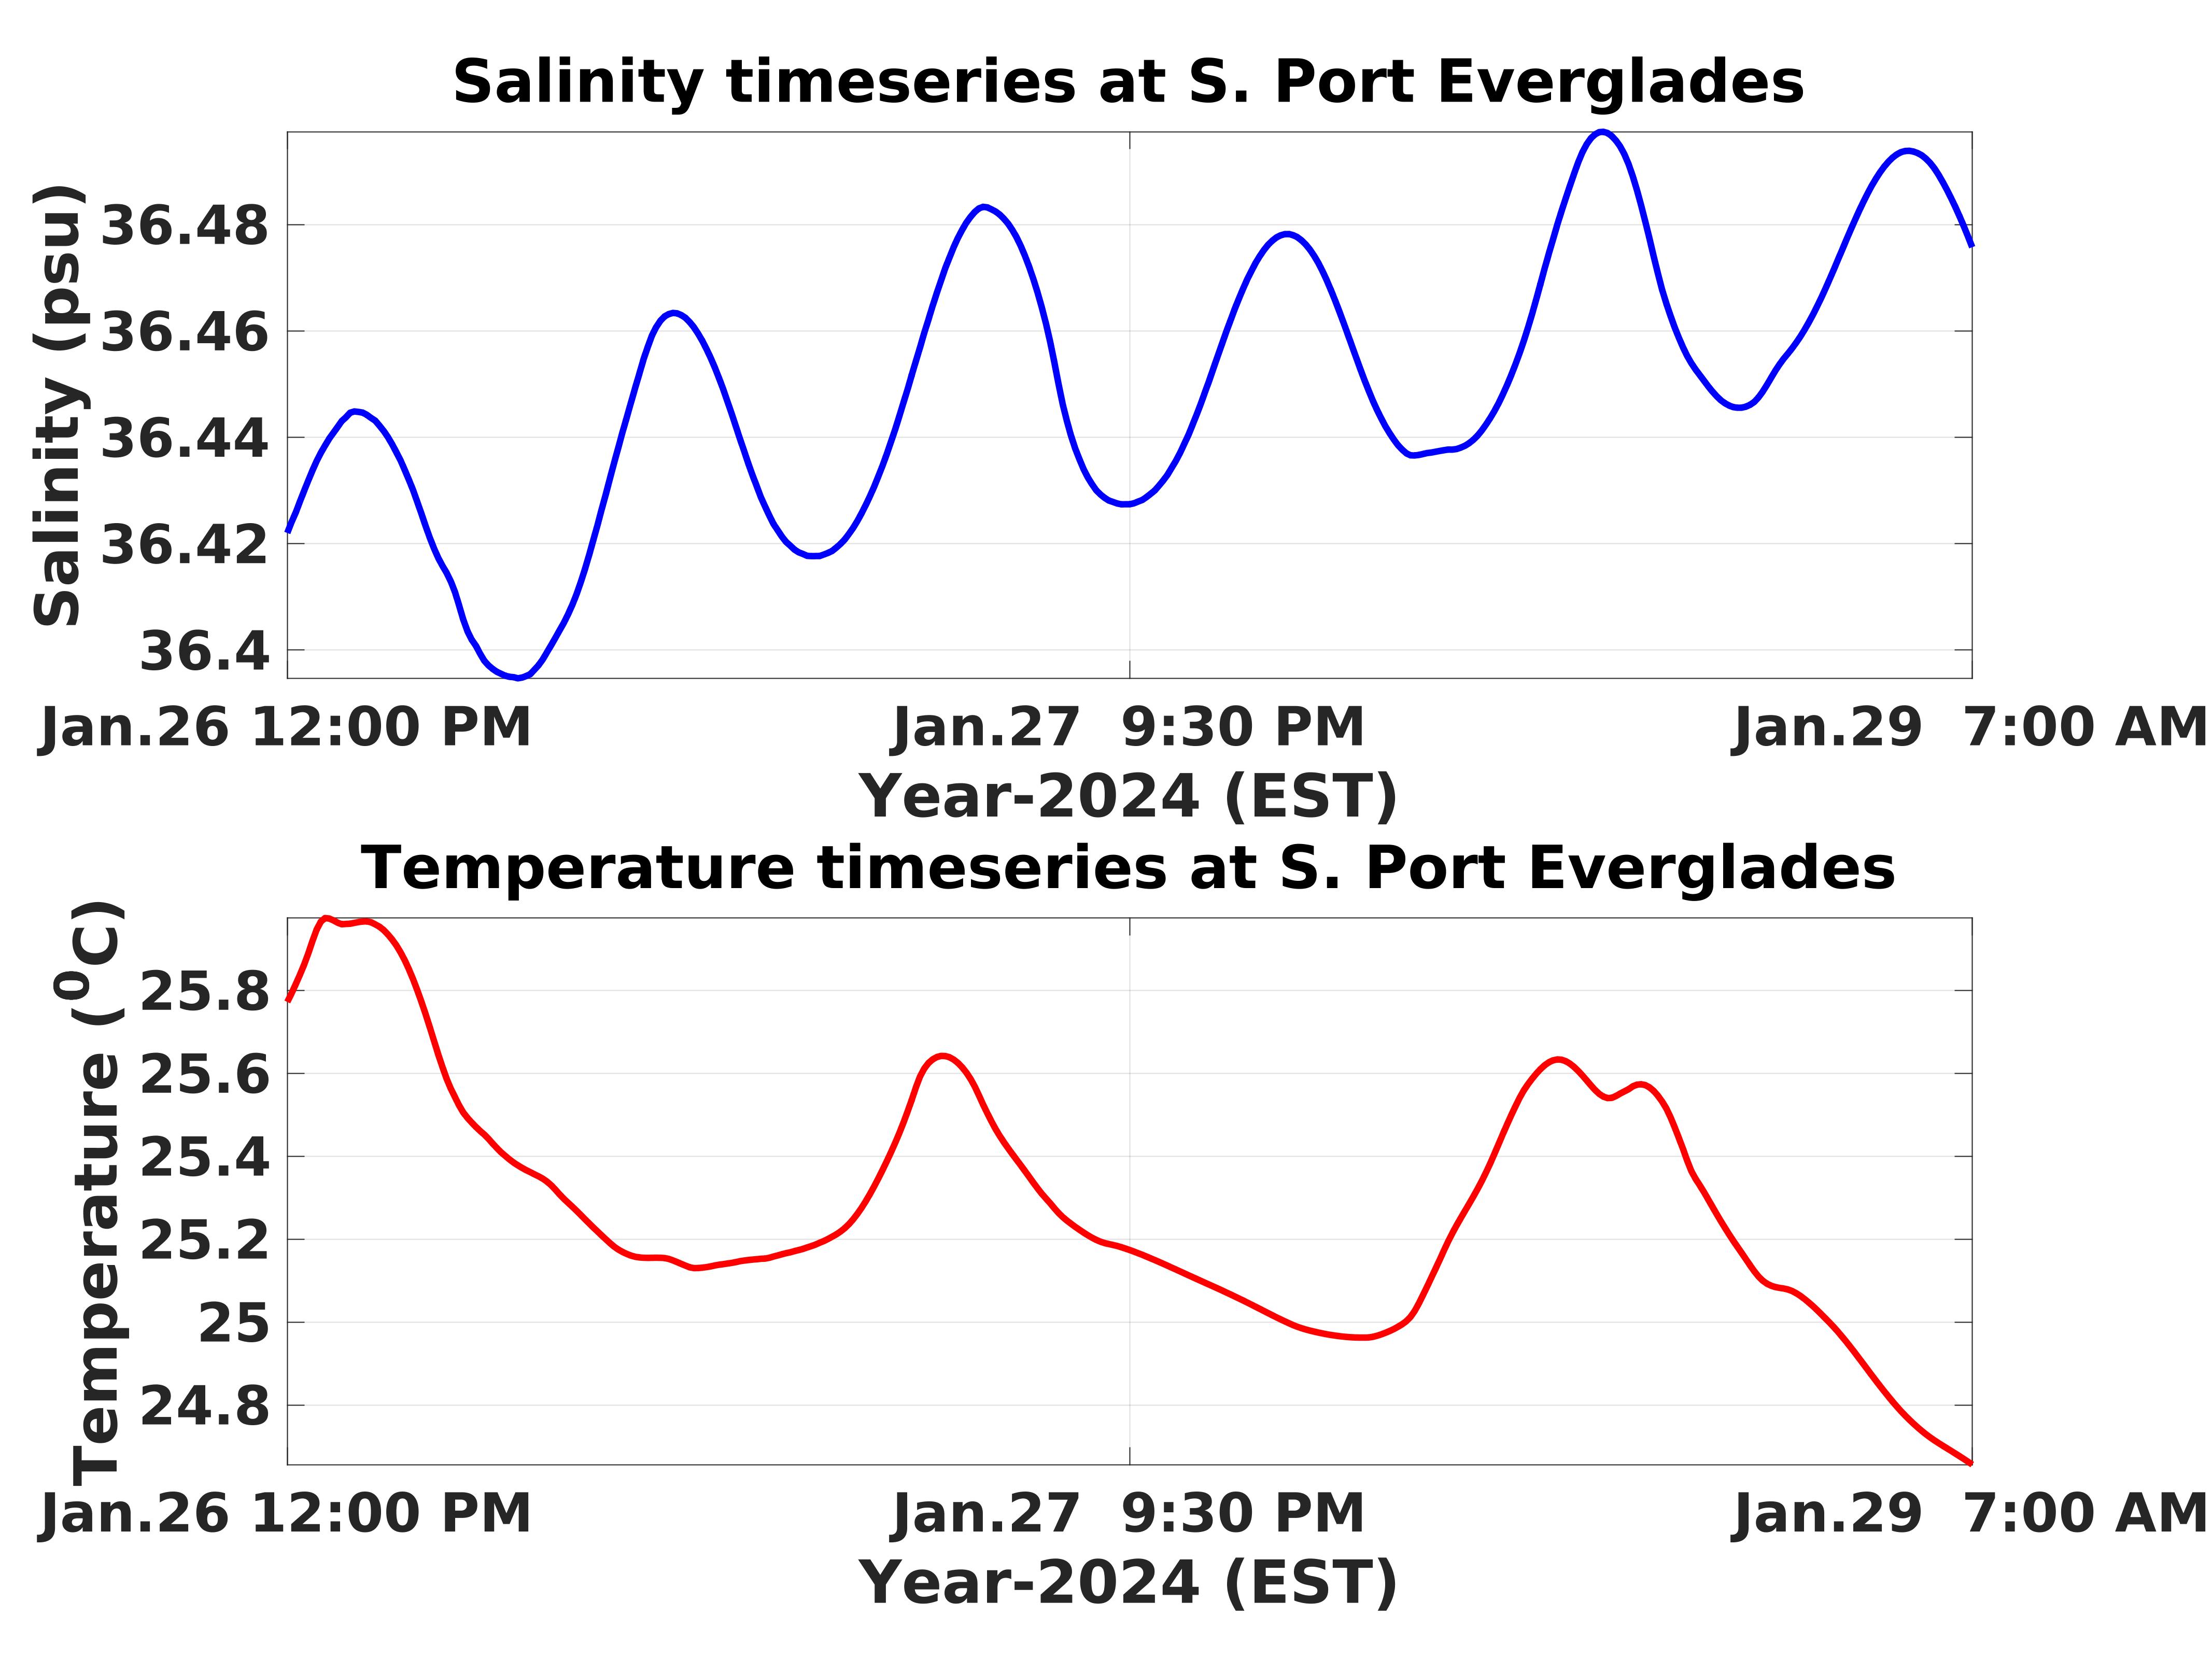 Salinity timeseries at S. Port Everglades
Salinity (psu)
36.48
36.46
36.44
36.42
36.4
Jan.26 12:00 PM Jan.27 9:30 PM Jan.29 7:00 AM
Year-2024 (EST)
Temperature timeseries at S. Port Everglades
Temperature (⁰C)
25.8
25.6
25.4
25.2
25
24.8
Jan.26 12:00 PM Jan.27 9:30 PM Jan.29 7:00 AM
Year-2024 (EST)